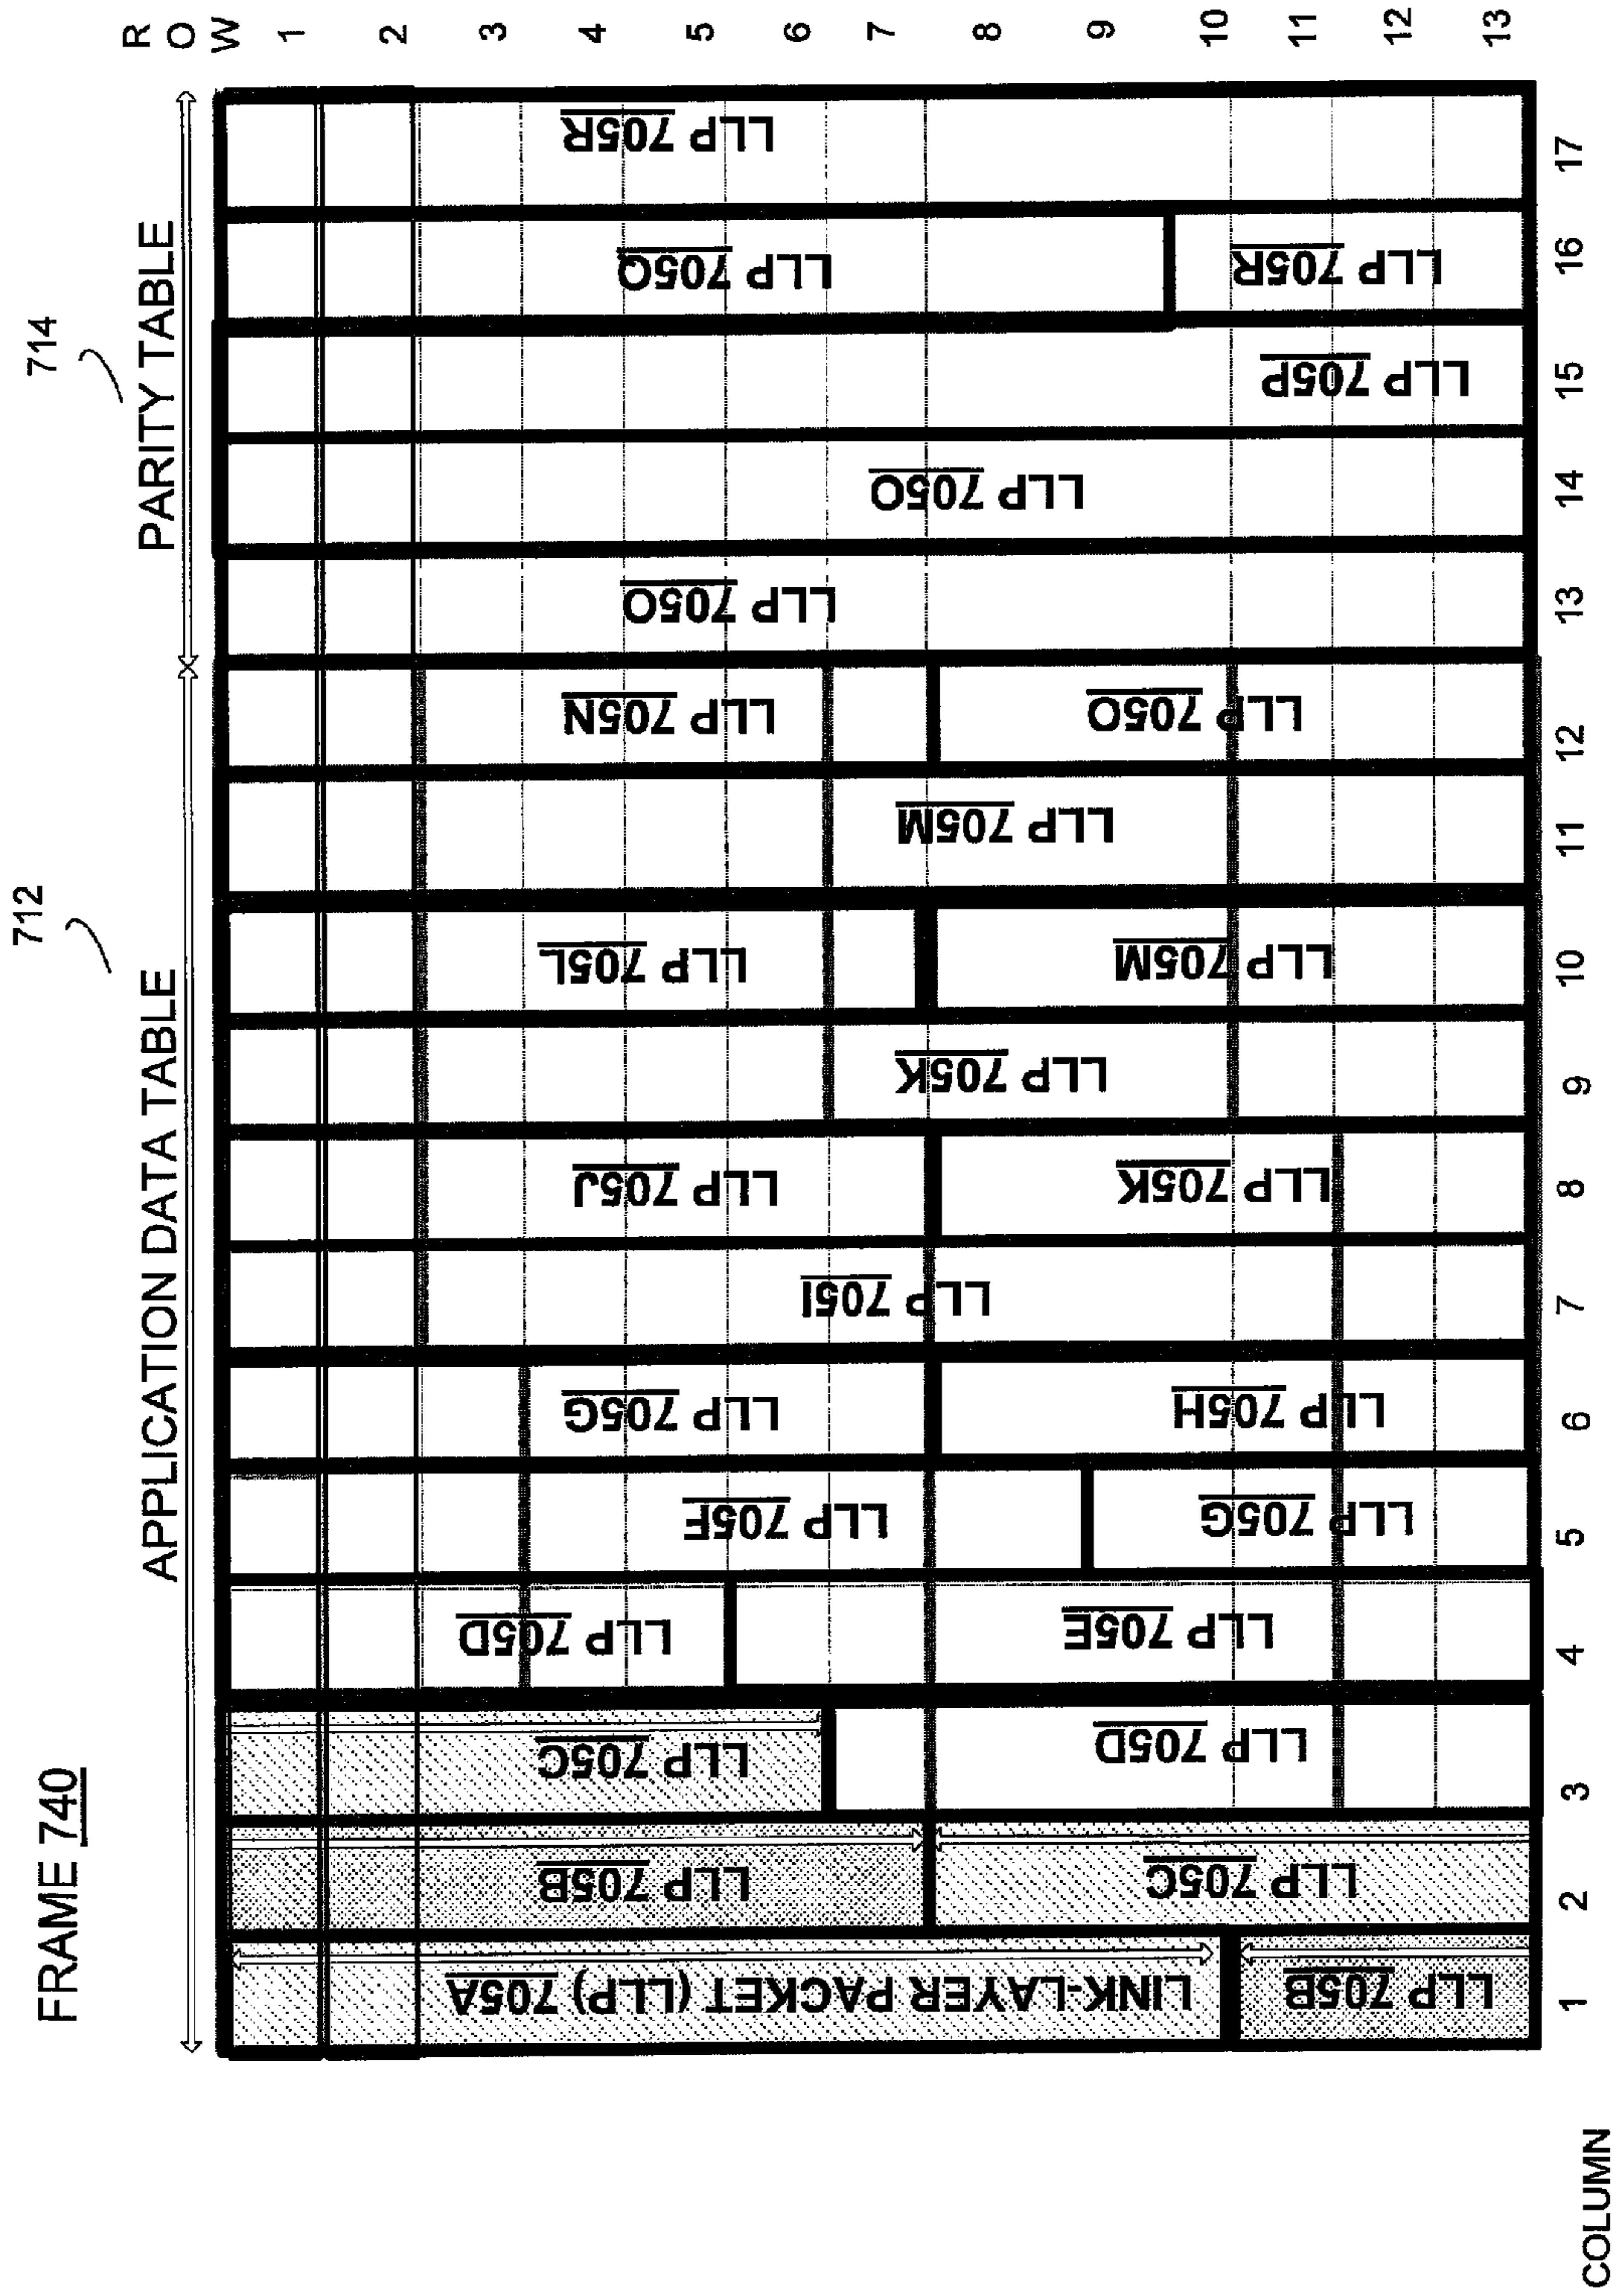 FRAME 740
712
714
APPLICATION DATA TABLE
PARITY TABLE
R
O
W
1
2
3
4
5
6
7
8
9
10
11
12
13
LINK-LAYER PACKET (LLP) 705A
LLP 705B
LLP 705B
LLP 705C
LLP 705C
LLP 705D
LLP 705D
LLP 705E
LLP 705F
LLP 705G
LLP 705G
LLP 705H
LLP 705I
LLP 705J
LLP 705K
LLP 705K
LLP 705L
LLP 705M
LLP 705M
LLP 705N
LLP 705O
LLP 705O
LLP 705O
LLP 705P
LLP 705Q
LLP 705R
LLP 705R
COLUMN 1 2 3 4 5 6 7 8 9 10 11 12 13 14 15 16 17